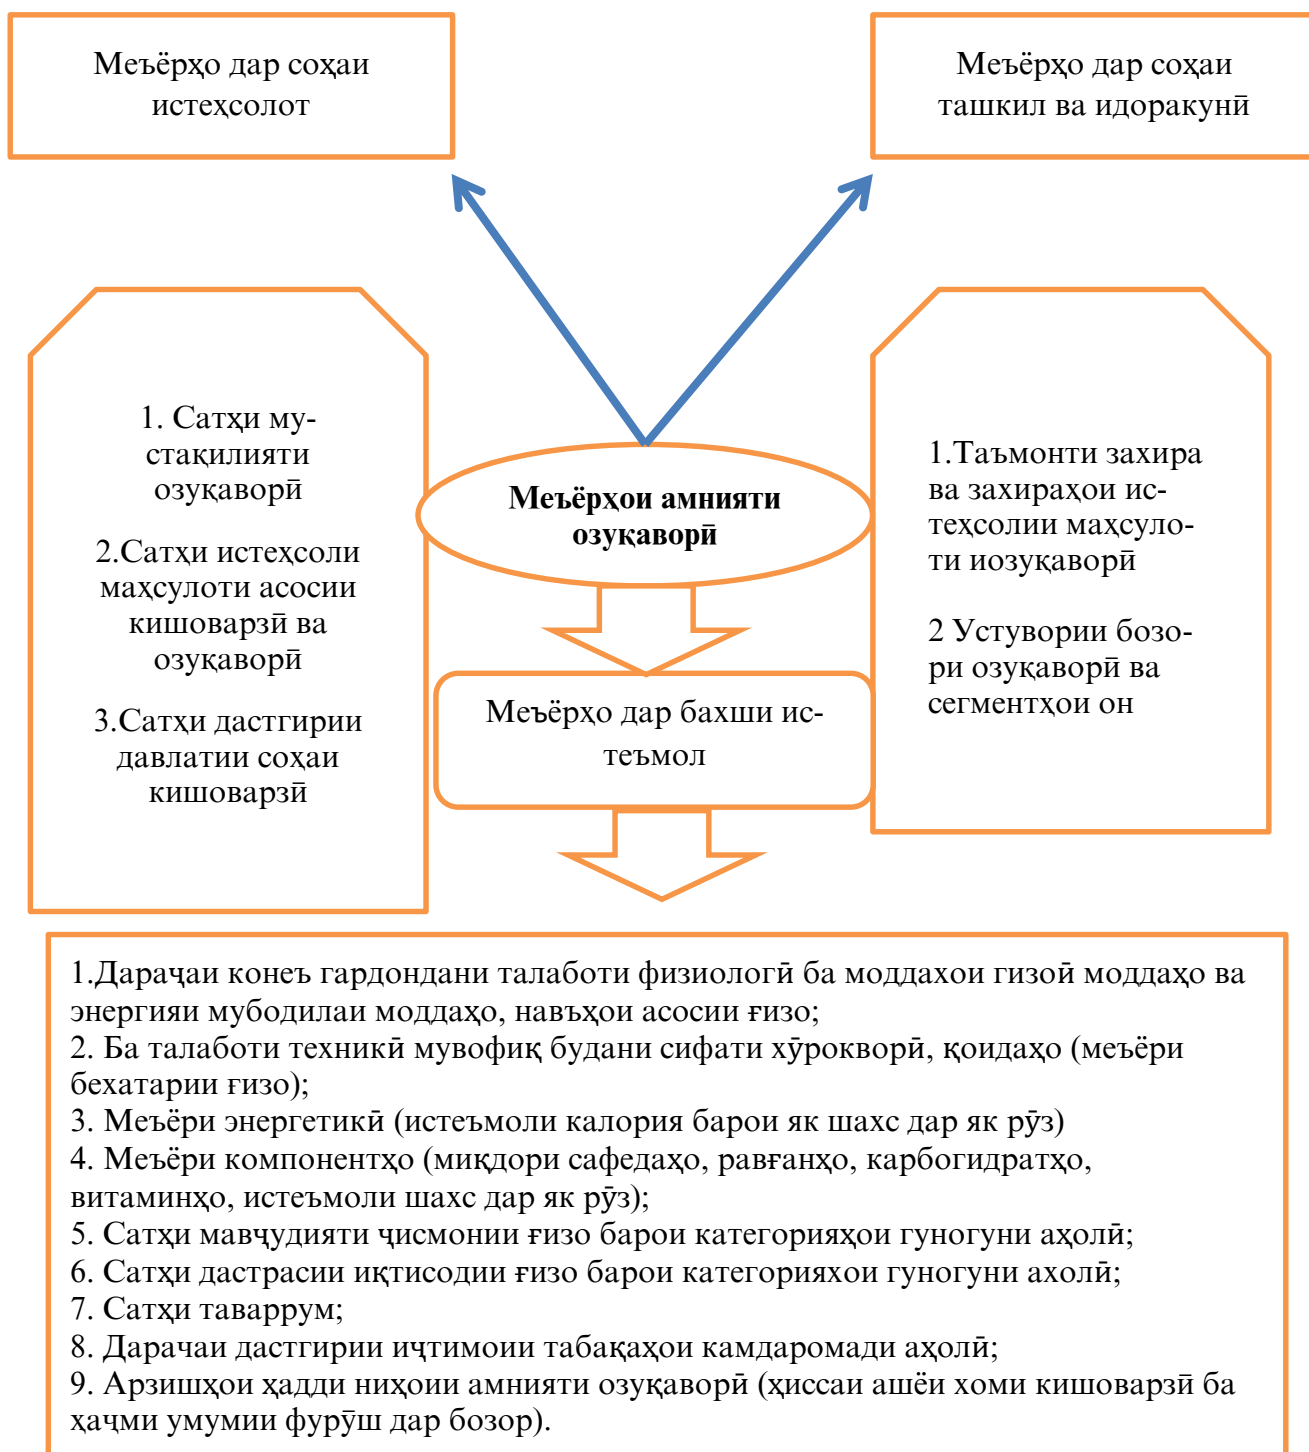 Меъёрҳо дар соҳаи
истеҳсолот
Меъёрҳо дар соҳаи
ташкил ва идоракунӣ
1. Сатҳи му-
стақилияти
озуқаворӣ
2.Сатҳи истеҳсоли
маҳсулоти асосии
кишоварзӣ ва
озуқаворӣ
3.Сатҳи дастгирии
давлатии соҳаи
кишоварзӣ
Меъёрҳои амнияти
озуқаворӣ
Меъёрҳо дар бахши ис-
теъмол
1.Таъмонти захира
ва захираҳои ис-
теҳсолии маҳсуло-
ти иозуқаворӣ
2 Устувории бозо-
ри озуқаворӣ ва
сегментҳои он
1.Дараҷаи конеъ гардондани талаботи физиологӣ ба моддахои гизоӣ моддаҳо ва
энергияи мубодилаи моддаҳо, навъҳои асосии ғизо;
2. Ба талаботи техникӣ мувофиқ будани сифати хӯрокворӣ, қоидаҳо (меъёри
бехатарии ғизо);
3. Меъёри энергетикӣ (истеъмоли калория барои як шахс дар як рӯз)
4. Меъёри компонентҳо (миқдори сафедаҳо, равғанҳо, карбогидратҳо,
витаминҳо, истеъмоли шахс дар як рӯз);
5. Сатҳи мавҷудияти ҷисмонии ғизо барои категорияҳои гуногуни аҳолӣ;
6. Сатҳи дастрасии иқтисодии ғизо барои категорияхои гуногуни ахолӣ;
7. Сатҳи таваррум;
8. Дарачаи дастгирии иҷтимоии табақаҳои камдаромади аҳолӣ;
9. Арзишҳои ҳадди ниҳоии амнияти озуқаворӣ (ҳиссаи ашёи хоми кишоварзӣ ба
ҳаҷми умумии фурӯш дар бозор).